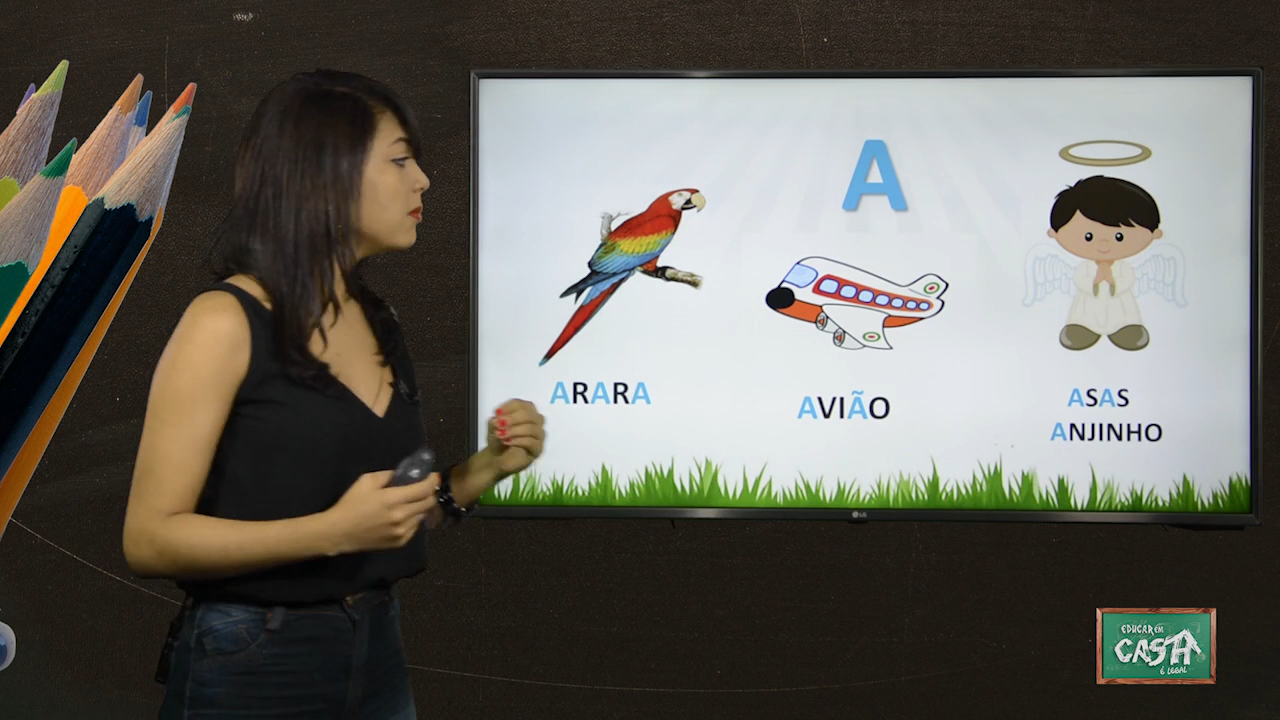 A
ARARA
AVIÃO
ASAS
ANJINHO
LG
EDUCAR EM
CASA
É LEGAL